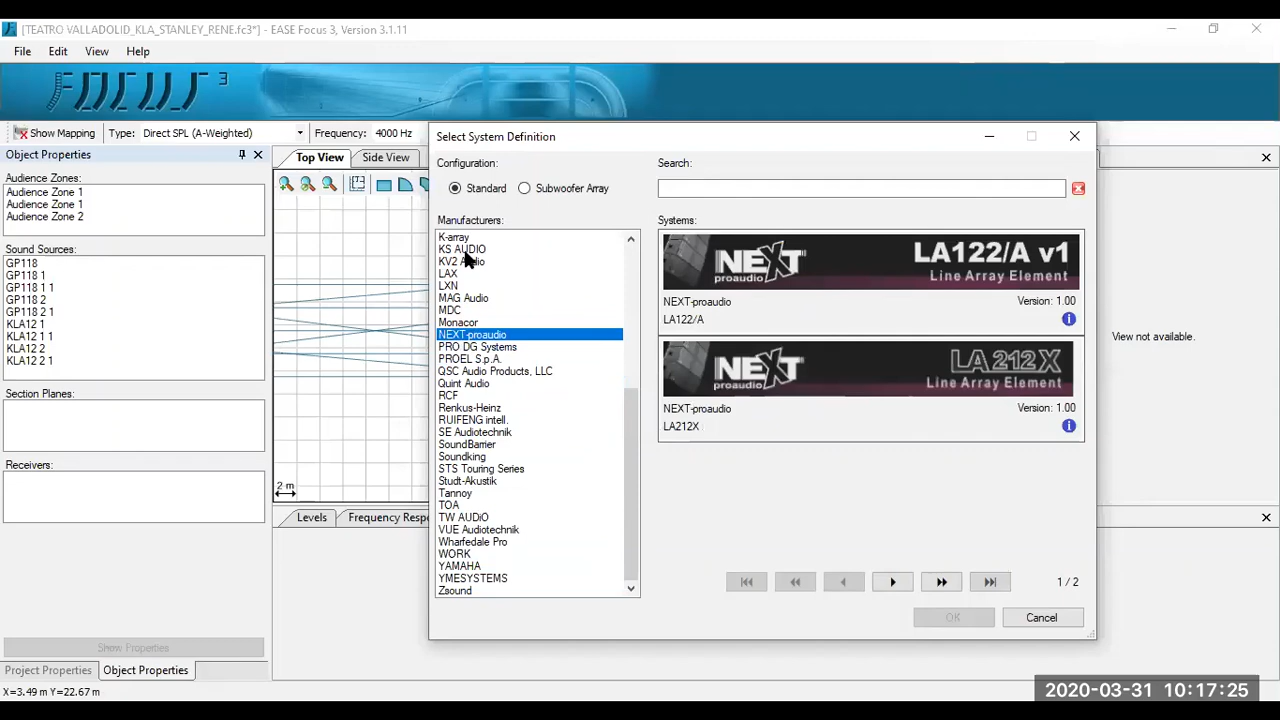 [TEATRO VALLADOLID_KLA_STANLEY_RENE.fc3*] - EASE Focus 3, 3.1.11
File Edit View Help
FOCUS 3
Show Mapping Type: Direct SPL (A-Weighted) Frequency: 4000 Hz
Object Properties
Audience Zones:
Audience Zone 1
Audience Zone 1
Audience Zone 2
Sound Sources:
GP118
GP118 1
GP118 1 1
GP118 2
GP118 2 1
KLA12 1
KLA12 1 1
KLA12 2
KLA12 2 1
Section Planes:
Receivers:
Show Properties
Project Properties Object Properties
X=3.49 m Y=22.67 m
Top View Side View
2 m
Levels
Select System Definition
Configuration:
Standard Subwoofer Array
Search:
Manufacturers:
K-array
KS AUDIO
LAX
LXN
MAG Audio
MDC
Monacor
NEXT-proaudio
PRO DG Systems
PROEL S.p.A.
QSC Audio Products, LLC
Quint Audio
RCF
Renkus-Heinz
RUIFENG intell.
SE Audiotechnik
SoundBarrier
Soundking
STS Touring Series
Studt-Akustik
Tannoy
TOA
TW AUDiO
VUE Audiotechnik
Wharfedale Pro
WORK
YAMAHA
YMESYSTEMS
Zsound
Systems:
NEXT proaudio
LA122/A v1
Line Array Element
NEXT-proaudio Version: 1.00
LA122/A
NEXT proaudio
LA212X
Line Array Element
NEXT-proaudio Version: 1.00
LA212X
1 / 2
OK Cancel
View not available.
2020-03-31 10:17:25